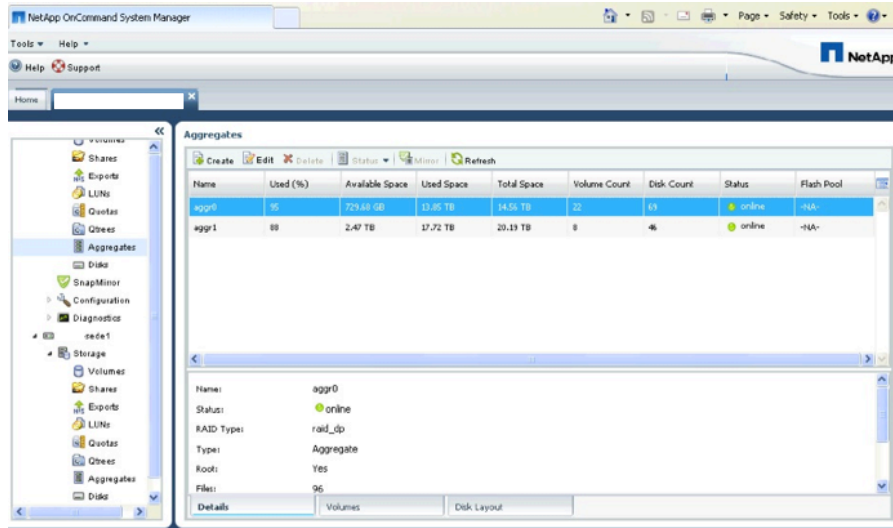 NetApp OnCommand System Manager
Page Safety Tools
Tools Help
NetApp
Help Support
Home
Volumes
Shares
Exports
LUNs
Quotas
Qtrees
Aggregates
Disks
SnapMirror
Configuration
Diagnostics
sede1
Storage
Volumes
Shares
Exports
LUNs
Quotas
Qtrees
Aggregates
Disks
Aggregates
Create Edit Delete Status Mirror Refresh
Name Used (%) Available Space Used Space Total Space Volume Count Disk Count Status Flash Pool
aggr0 95 729.68 GB 13.85 TB 14.56 TB 22 69 online -NA-
aggr1 88 2.47 TB 17.72 TB 20.19 TB 8 46 online -NA-
Name: aggr0
Status: online
RAID Type: raid_dp
Type: Aggregate
Root: Yes
Files: 96
Details Volumes Disk Layout